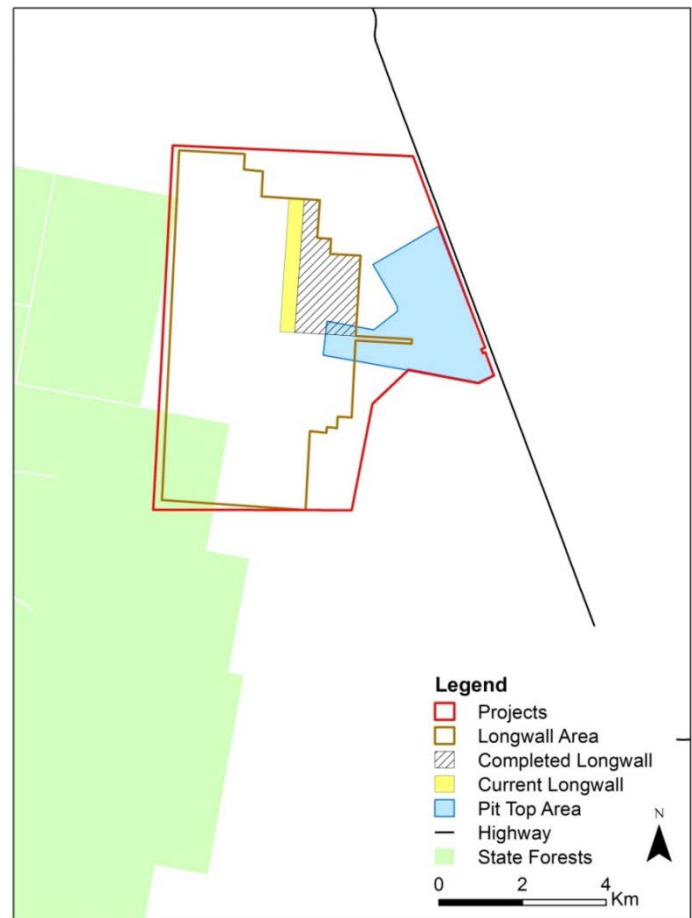 Legend
Projects
Longwall Area
Completed Longwall
Current Longwall
Pit Top Area
Highway
State Forests
N
0 2 4
Km